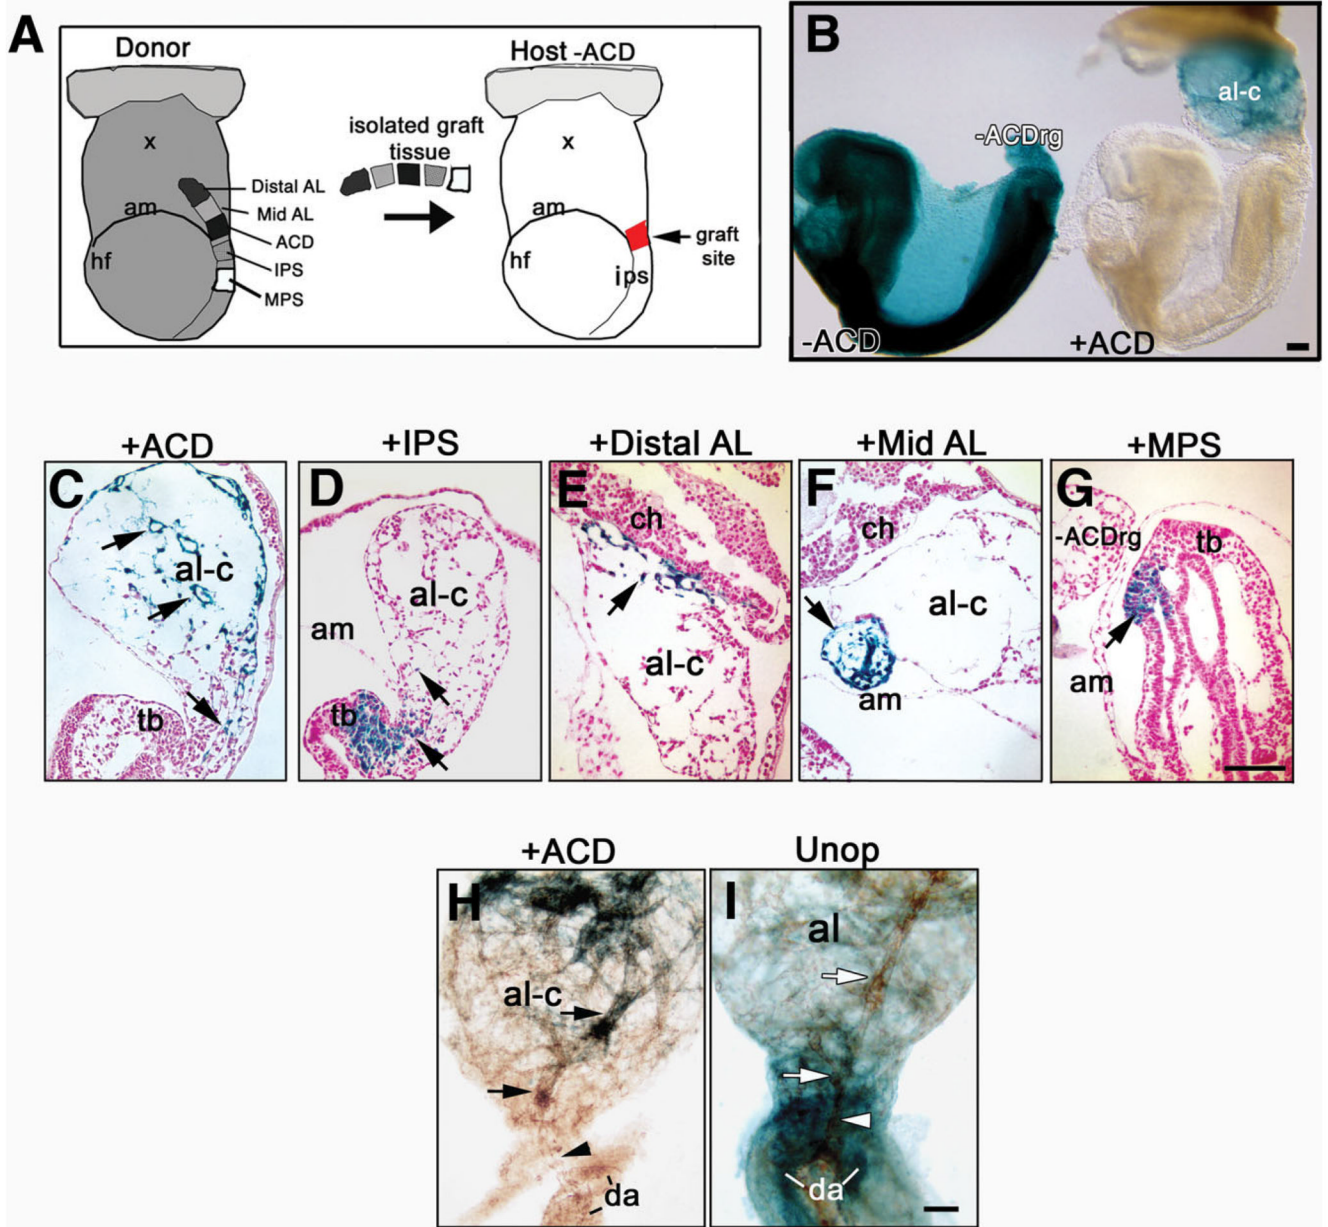 A
Donor
Host -ACD
x
isolated graft
tissue
x
Distal AL
am
Mid AL
am
ACD
graft
site
hf
IPS
hf
ips
MPS
B
al-c
-ACDrg
-ACD
+ACD
+ACD
+IPS
+Distal AL
+Mid AL
+MPS
C
al-c
tb
D
al-c
am
tb
E
ch
al-c
F
ch
al-c
am
G
-ACDrg
tb
am
+ACD
Unop
H
al-c
da
I
al
da